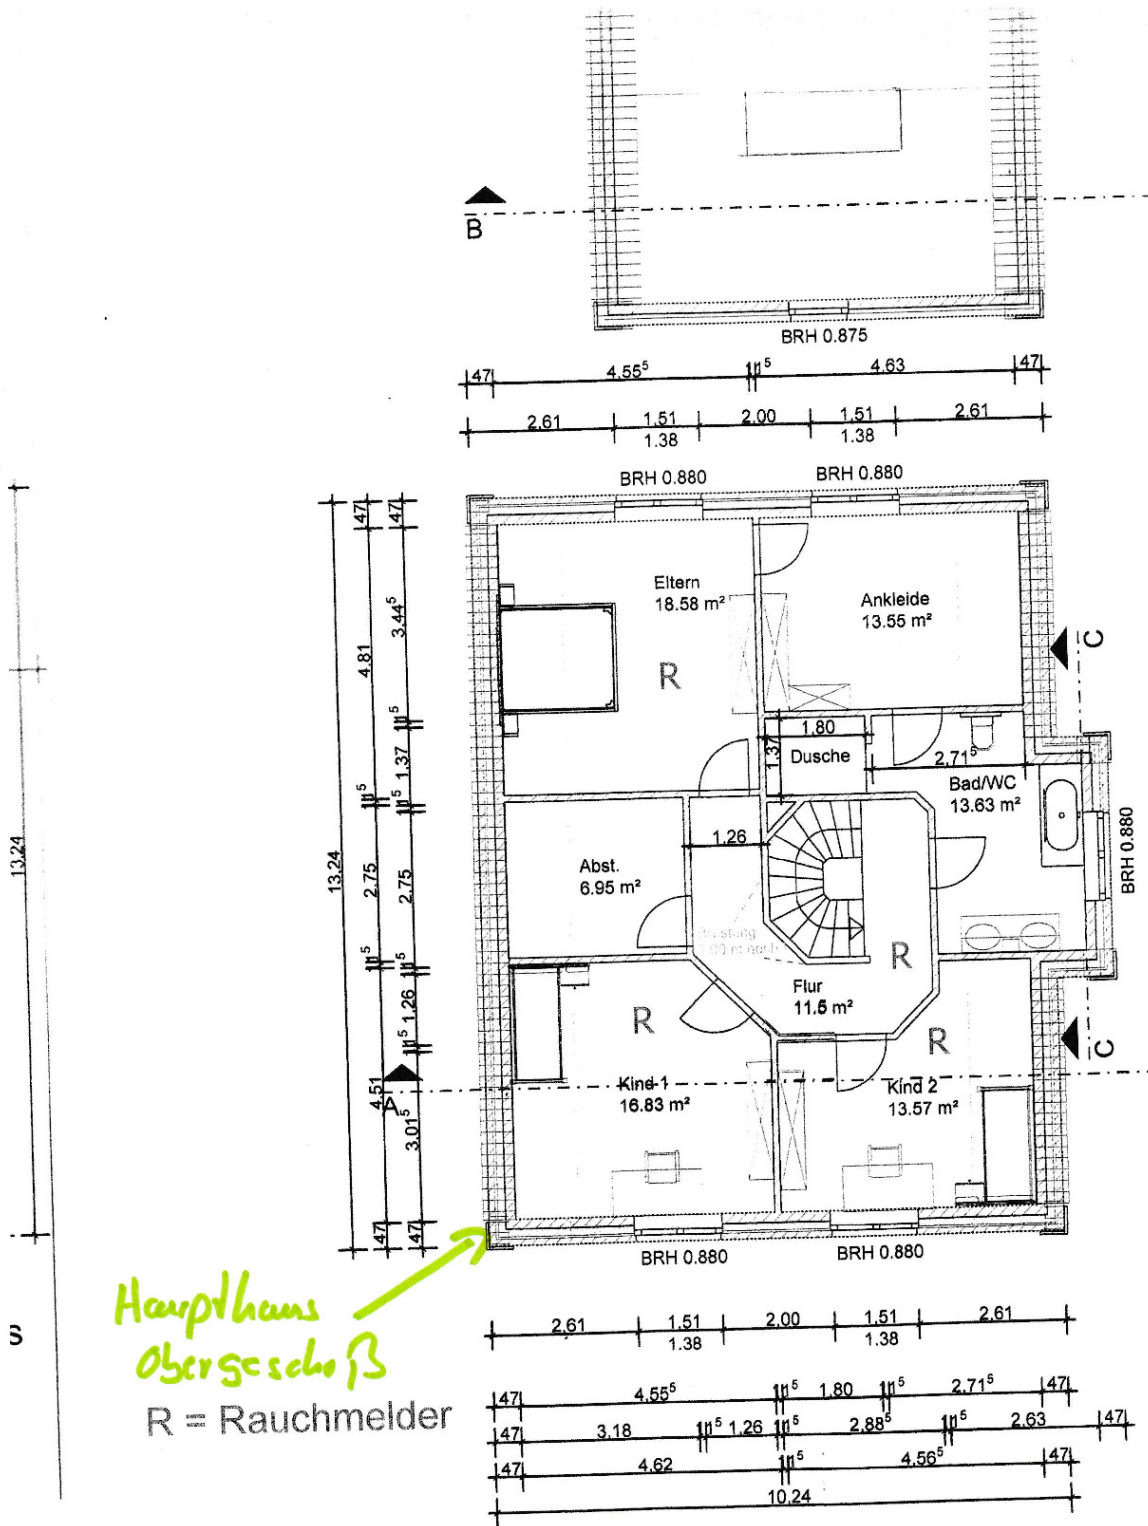 B
BRH 0.875
47 4.55⁵ 11⁵ 4.63 47
2.61 1.51 2.00 1.51 2.61
1.38 1.38
BRH 0.880 BRH 0.880
47 47
Eltern
18.58 m²
Ankleide
13.55 m²
3.44⁵
4.81
C
R
11⁵
1.80
1.37
Dusche
2.71⁵
Bad/WC
13.63 m²
1.37
11⁵ 11⁵
BRH 0.880
13.24
13.24
1.26
Abst.
6.95 m²
2.75 2.75
Brüstung
R
11⁵ 11⁵
Flur
11.5 m²
1.26
R
R
11⁵
C
A
Kind 1
16.83 m²
Kind 2
13.57 m²
4.51
3.01⁵
47 47
BRH 0.880 BRH 0.880
Haupthaus
Obergeschoß
S
R = Rauchmelder
2.61 1.51 2.00 1.51 2.61
1.38 1.38
47 4.55⁵ 11⁵ 1.80 11⁵ 2.71⁵ 47
47 3.18 11⁵ 1.26 11⁵ 2.88⁵ 11⁵ 2.63 47
47 4.62 11⁵ 4.56⁵ 47
10.24